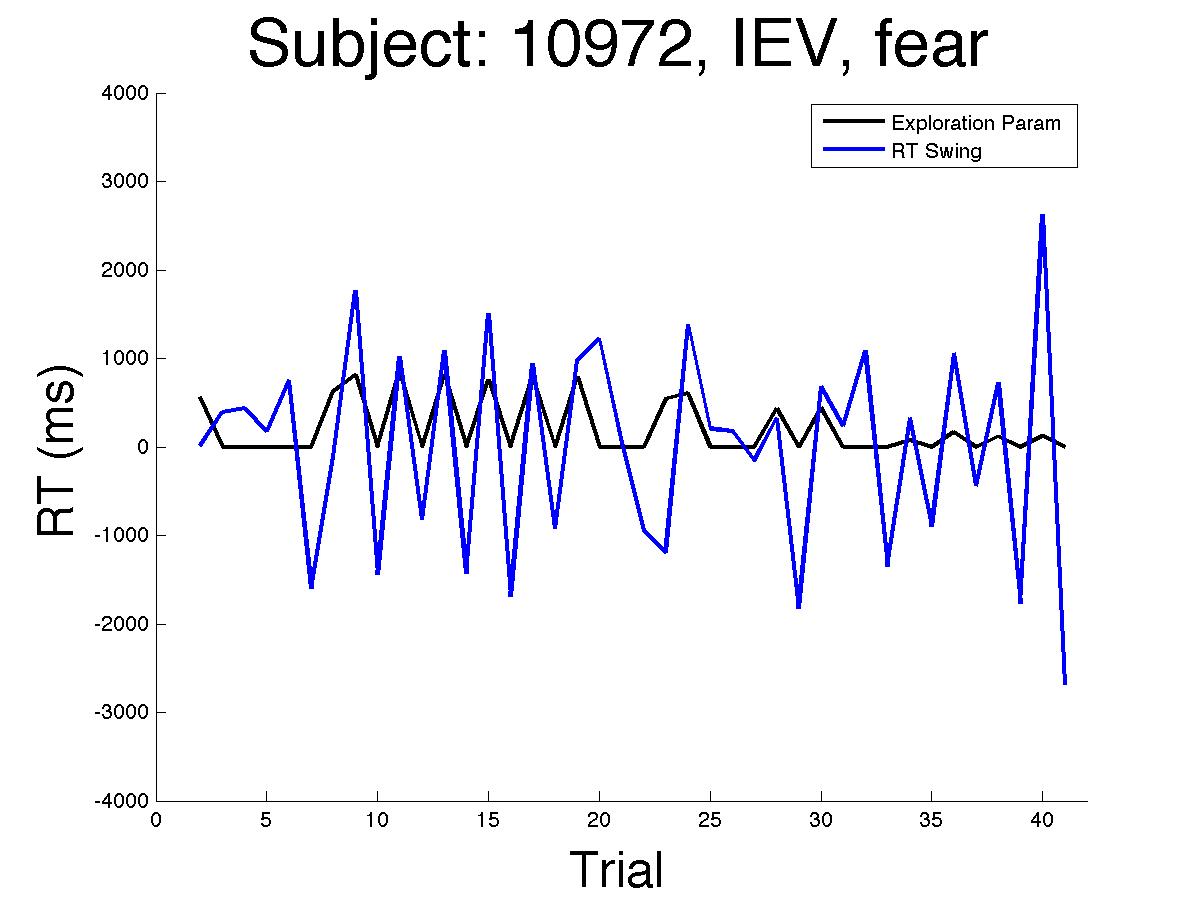 Subject: 10972, IEV, fear
4000
3000
2000
1000
0
-1000
-2000
-3000
-4000
RT (ms)
Exploration Param
RT Swing
0 5 10 15 20 25 30 35 40
Trial